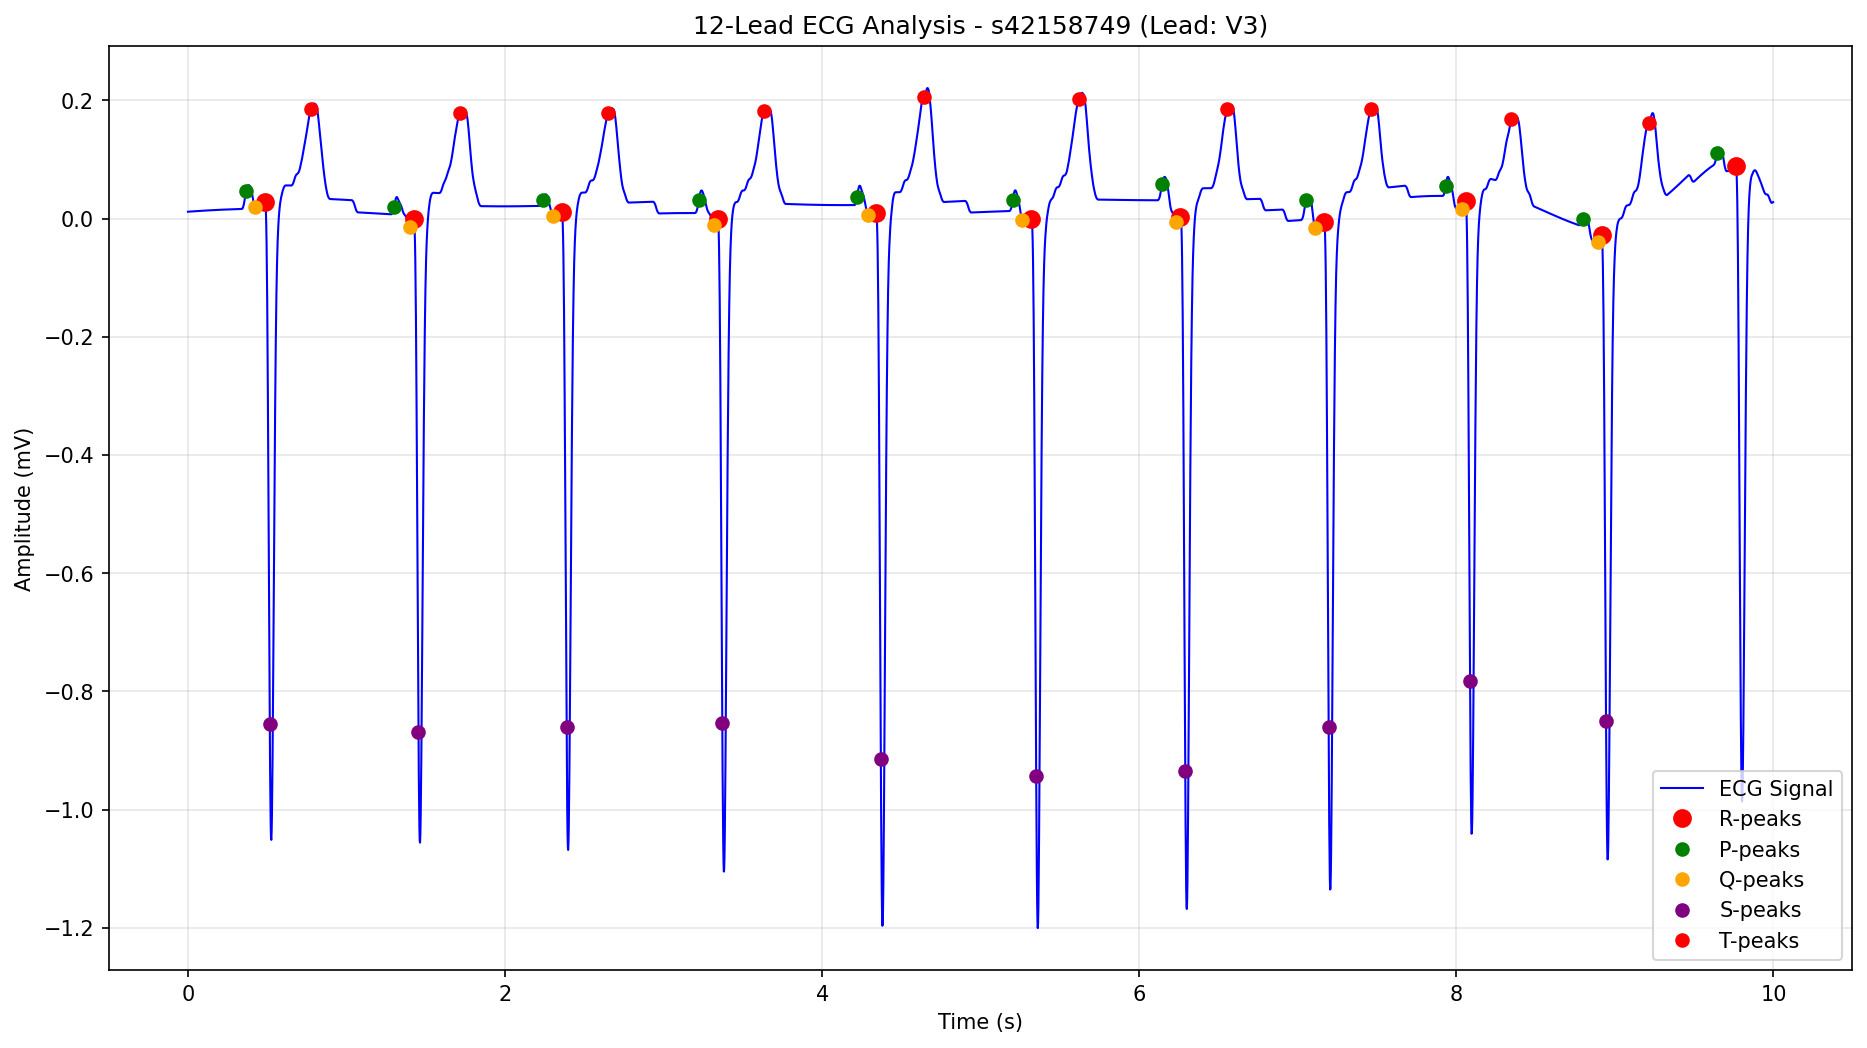 12-Lead ECG Analysis - s42158749 (Lead: V3)
0.2
0.0
−0.2
−0.4
−0.6
−0.8
−1.0
−1.2
Amplitude (mV)
0 2 4 6 8 10
Time (s)
ECG Signal
R-peaks
P-peaks
Q-peaks
S-peaks
T-peaks